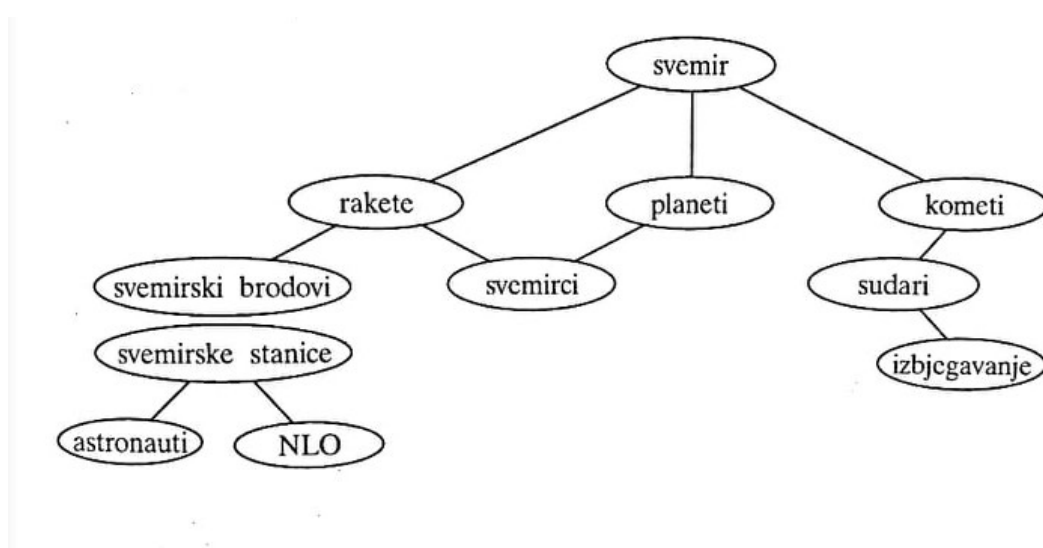 svemir
rakete
planeti
kometi
svemirski brodovi
svemirci
sudari
svemirske stanice
izbjegavanje
astronauti
NLO